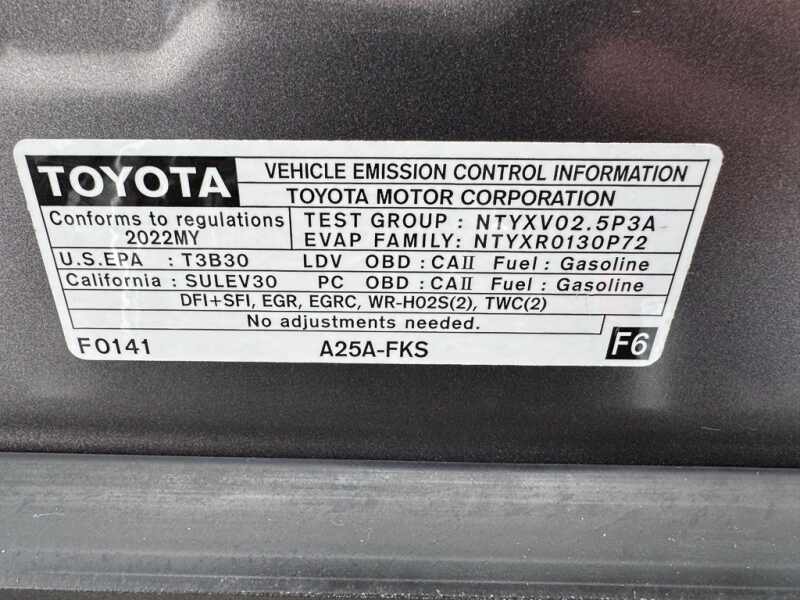 TOYOTA
VEHICLE EMISSION CONTROL INFORMATION
TOYOTA MOTOR CORPORATION
Conforms to regulations
2022MY
TEST GROUP : NTYXV02.5P3A
EVAP FAMILY: NTYXR0130P72
U.S.EPA : T3B30 LDV OBD : CAII Fuel : Gasoline
California : SULEV30 PC OBD : CAII Fuel : Gasoline
DFI+SFI, EGR, EGRC, WR-HO2S(2), TWC(2)
No adjustments needed.
F0141 A25A-FKS F6